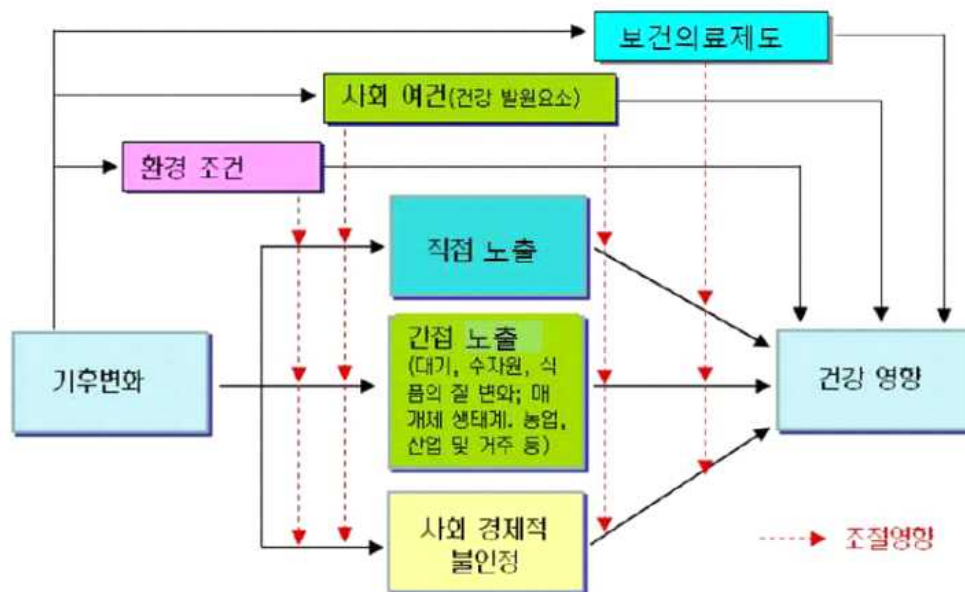 보건의료제도
사회 여건(건강 발원요소)
환경 조건
직접 노출
기후변화
간접 노출
(대기, 수자원, 식
품의 질 변화; 매
개체 생태계. 농업,
산업 및 거주 등)
건강 영향
사회 경제적
불인정
조절영향